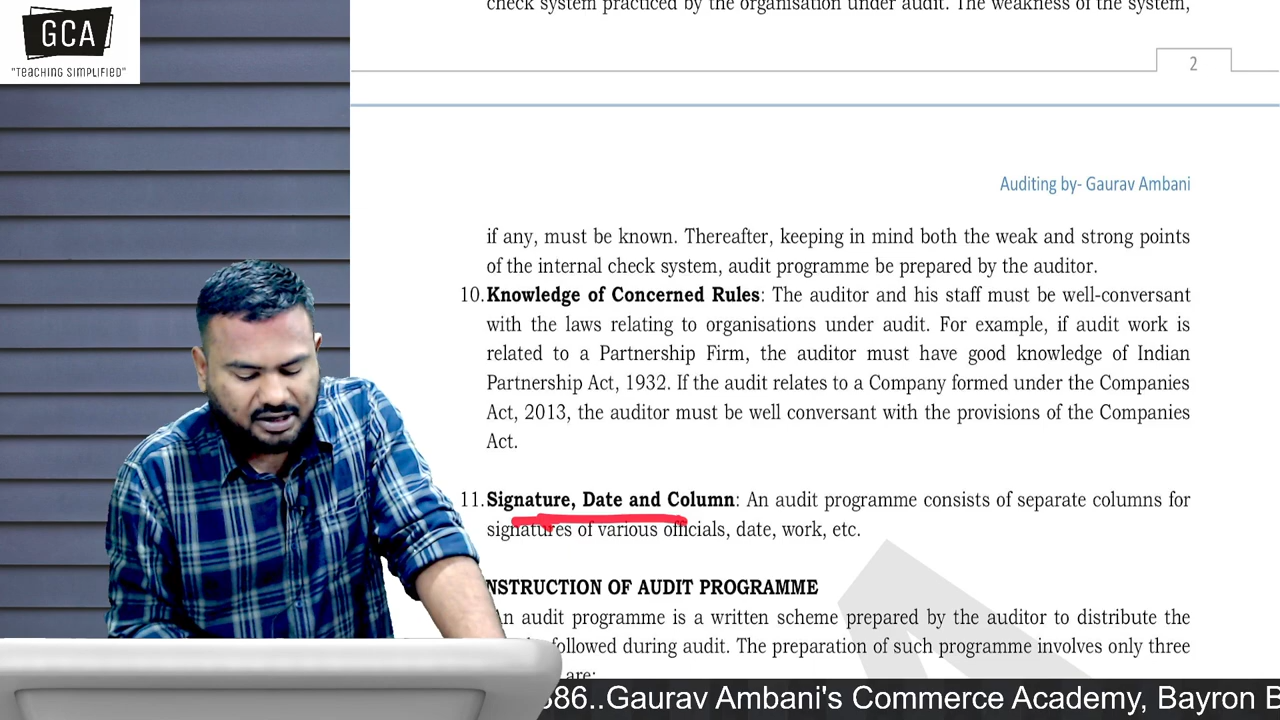 GCA
"TEACHING SIMPLIFIED"
check system practiced by the organisation under audit. The weakness of the system,
2
Auditing by- Gaurav Ambani
if any, must be known. Thereafter, keeping in mind both the weak and strong points
of the internal check system, audit programme be prepared by the auditor.
10. Knowledge of Concerned Rules: The auditor and his staff must be well-conversant
with the laws relating to organisations under audit. For example, if audit work is
related to a Partnership Firm, the auditor must have good knowledge of Indian
Partnership Act, 1932. If the audit relates to a Company formed under the Companies
Act, 2013, the auditor must be well conversant with the provisions of the Companies
Act.
11. Signature, Date and Column: An audit programme consists of separate columns for
signatures of various officials, date, work, etc.
NSTRUCTION OF AUDIT PROGRAMME
An audit programme is a written scheme prepared by the auditor to distribute the
followed during audit. The preparation of such programme involves only three
are:
86..Gaurav Ambani's Commerce Academy, Bayron B